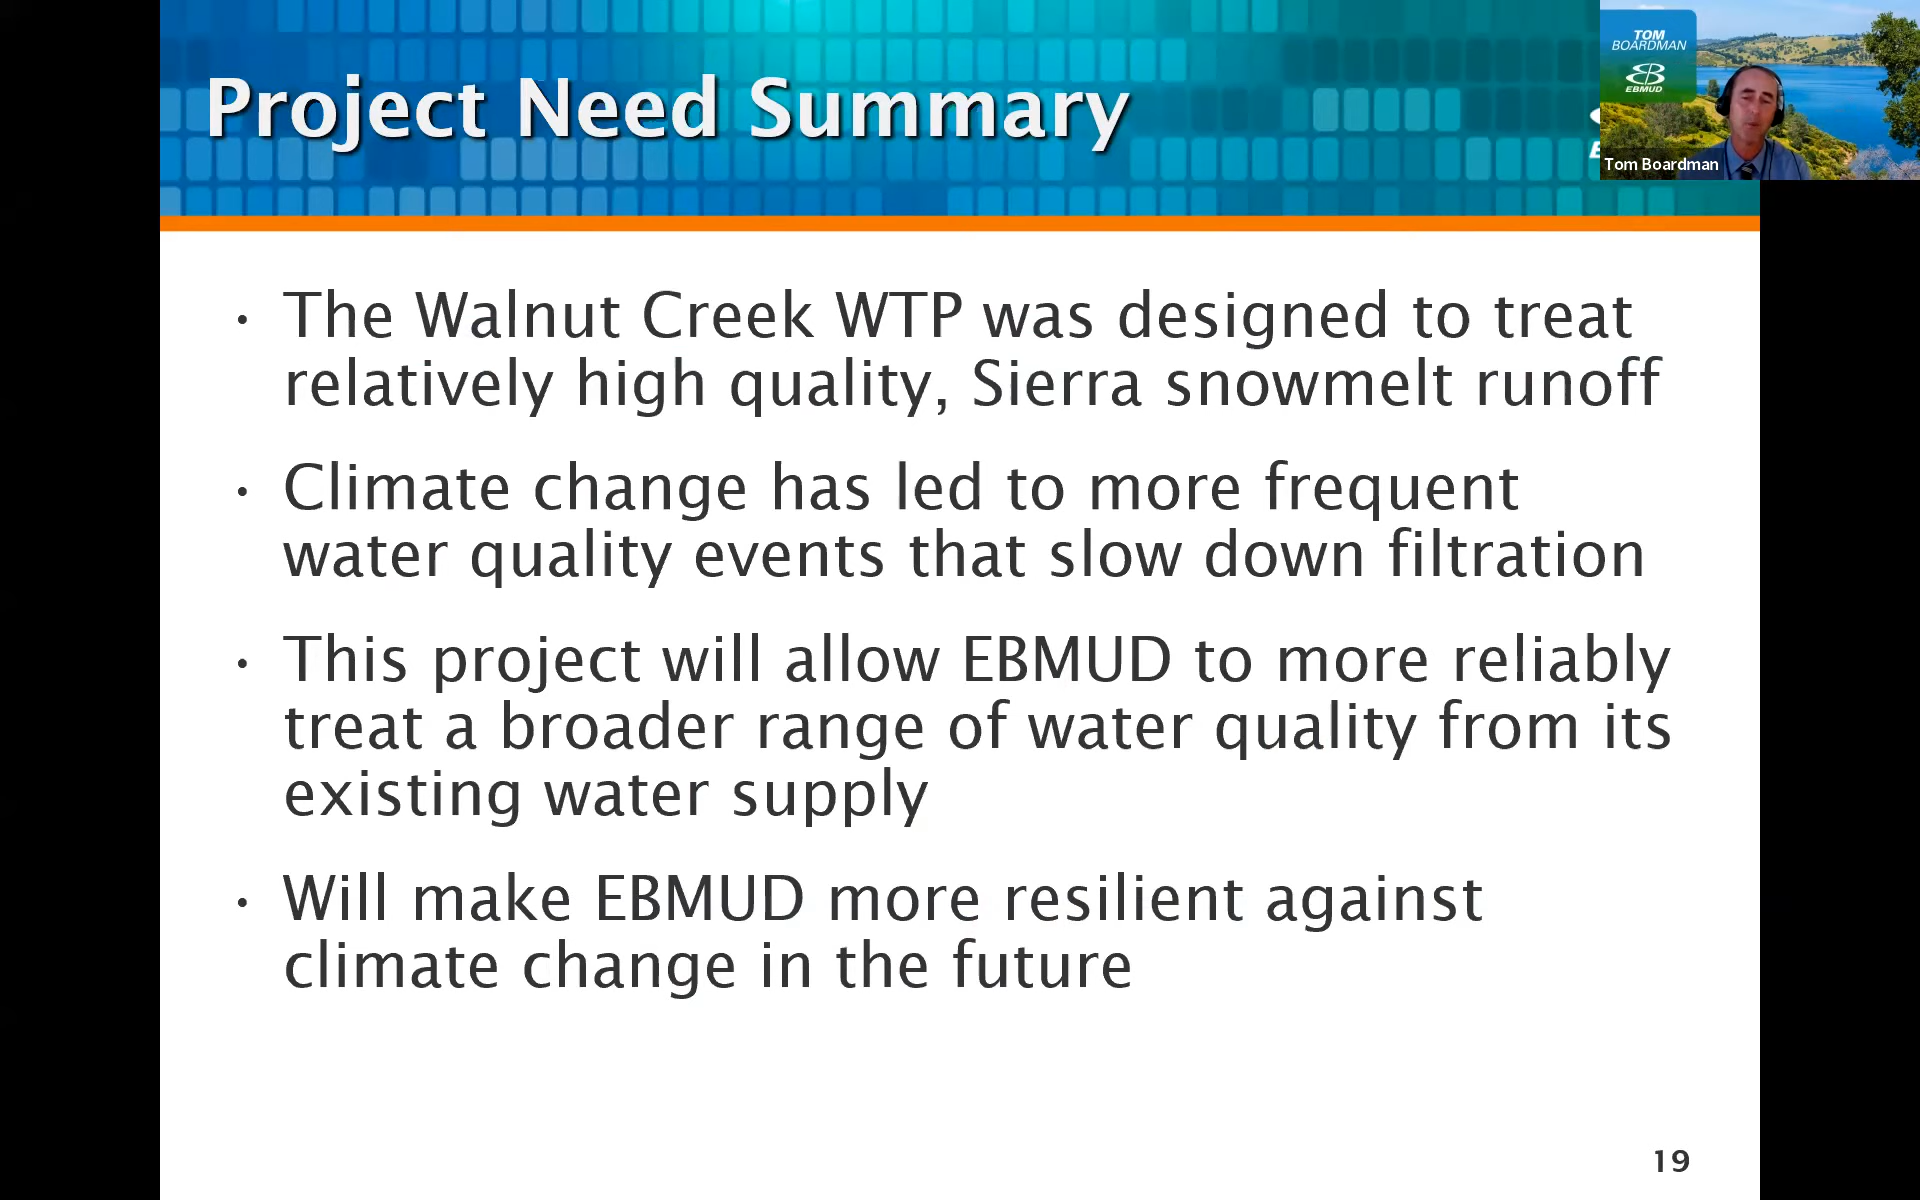 Project Need Summary
TOM
BOARDMAN
EBMUD
Tom Boardman
• The Walnut Creek WTP was designed to treat
relatively high quality, Sierra snowmelt runoff
• Climate change has led to more frequent
water quality events that slow down filtration
• This project will allow EBMUD to more reliably
treat a broader range of water quality from its
existing water supply
• Will make EBMUD more resilient against
climate change in the future
19